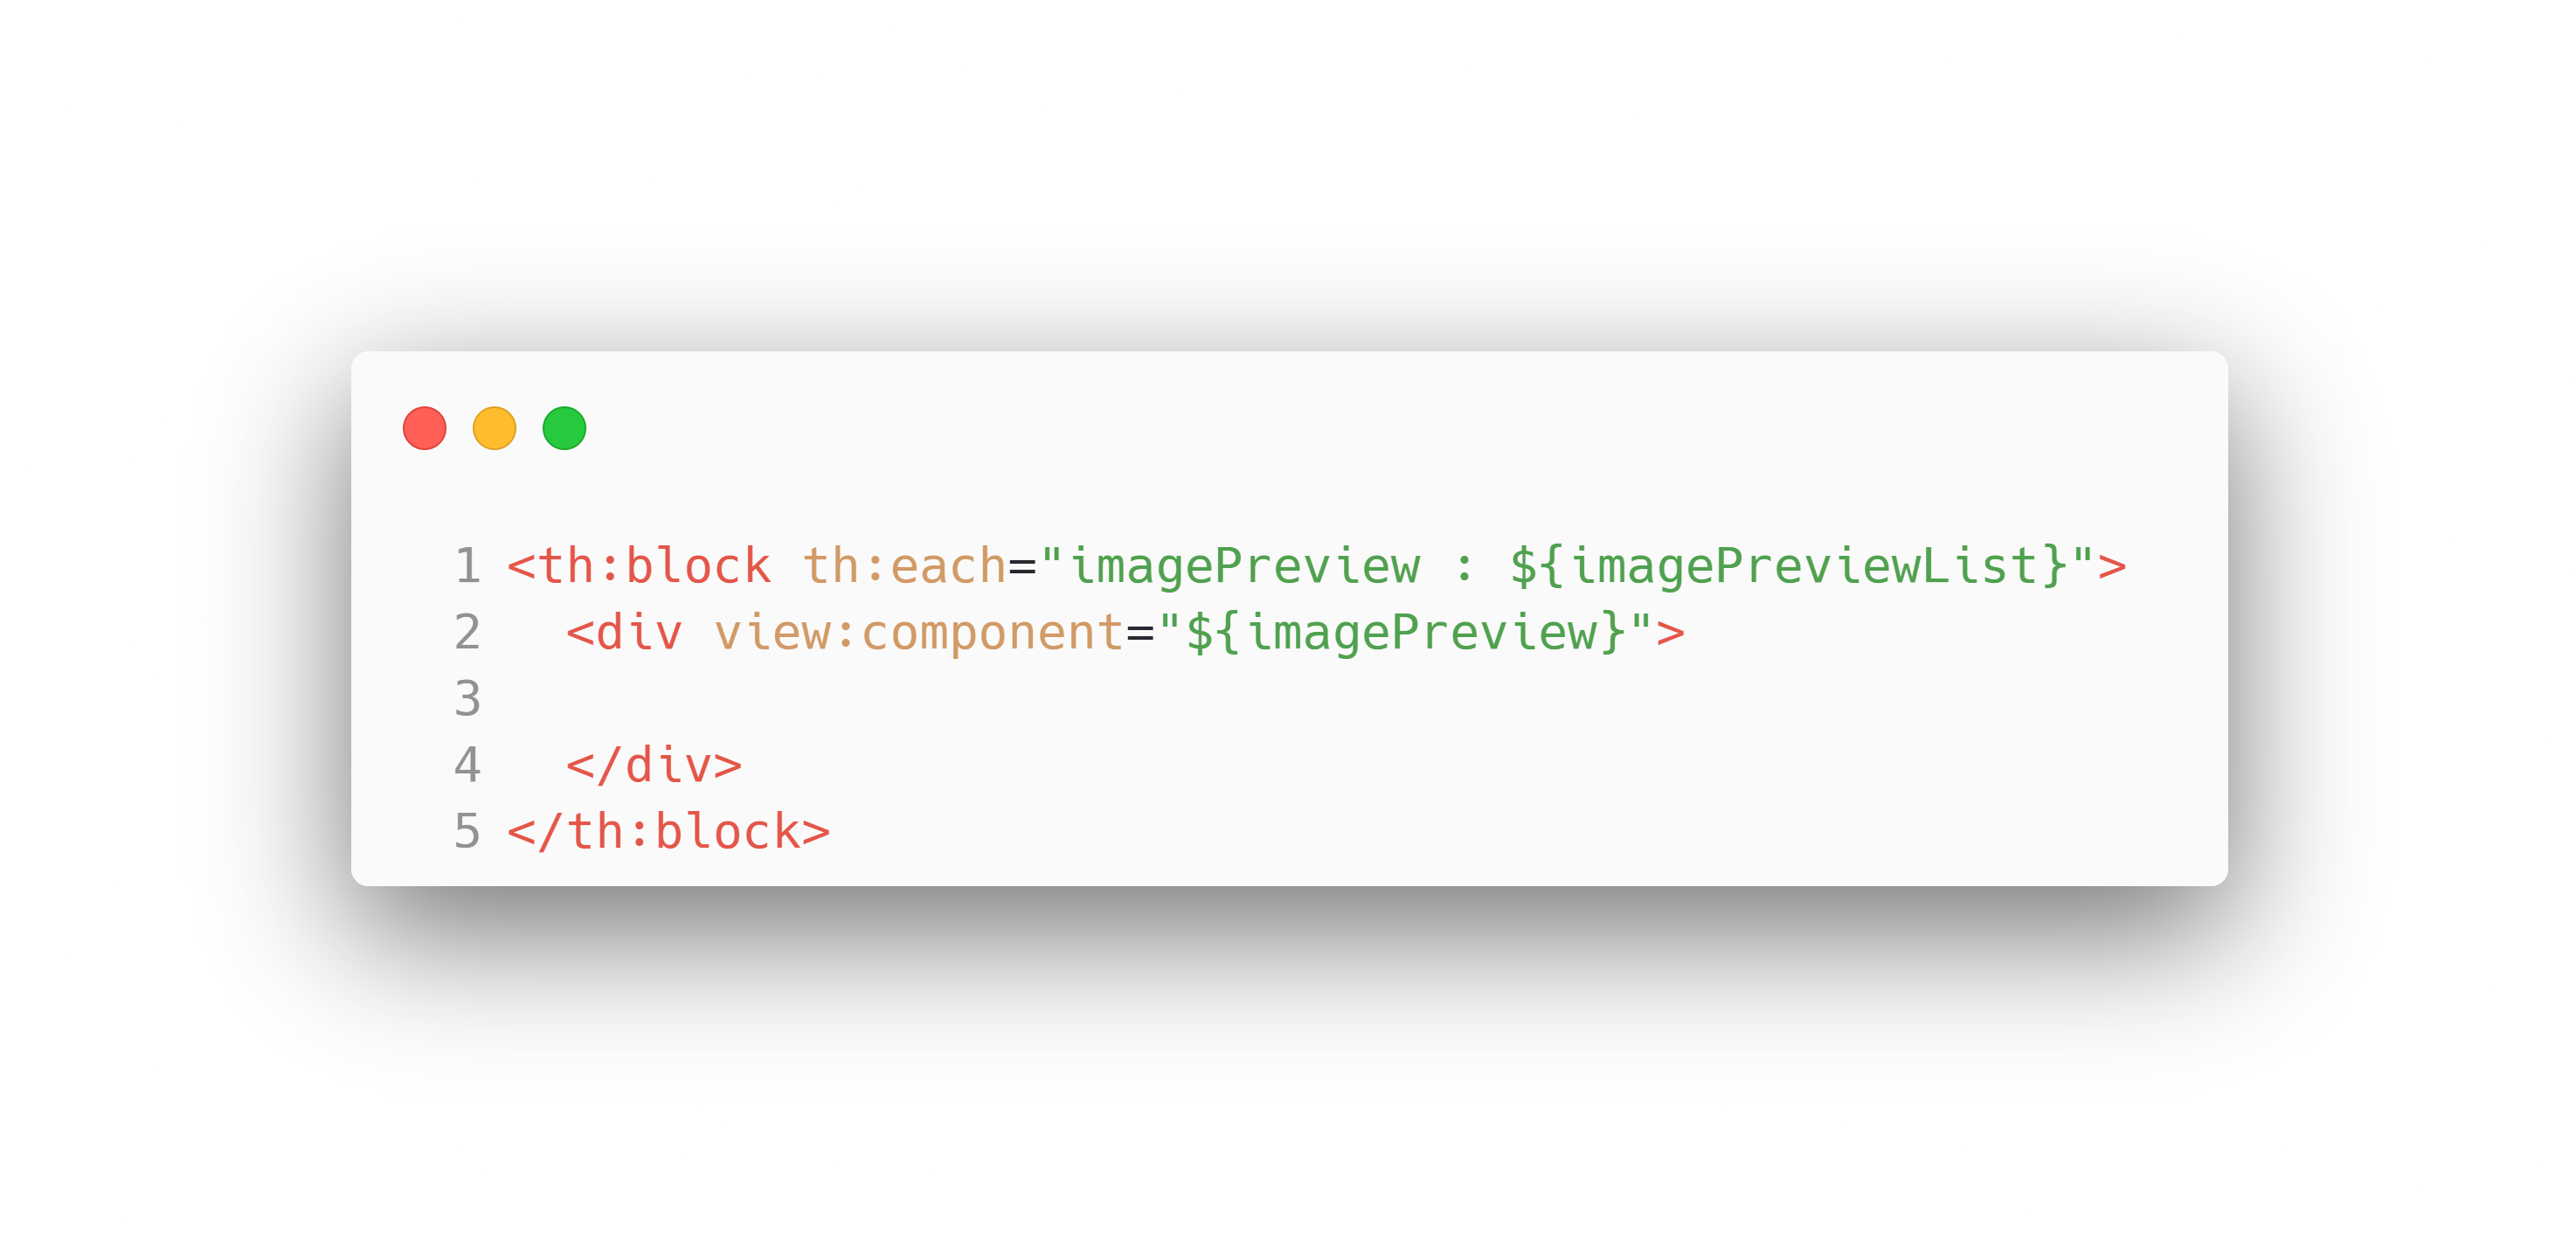 1 <th:block th:each="imagePreview : ${imagePreviewList}">
2   <div view:component="${imagePreview}">
3
4   </div>
5 </th:block>